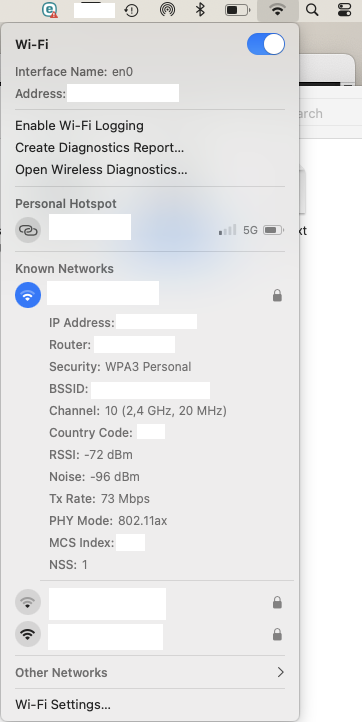 Wi-Fi
Interface Name: en0
Address:
Enable Wi-Fi Logging
Create Diagnostics Report...
Open Wireless Diagnostics...
Personal Hotspot
5G
Known Networks
IP Address:
Router:
Security: WPA3 Personal
BSSID:
Channel: 10 (2,4 GHz, 20 MHz)
Country Code:
RSSI: -72 dBm
Noise: -96 dBm
Tx Rate: 73 Mbps
PHY Mode: 802.11ax
MCS Index:
NSS: 1
Other Networks
Wi-Fi Settings...
arch
xt